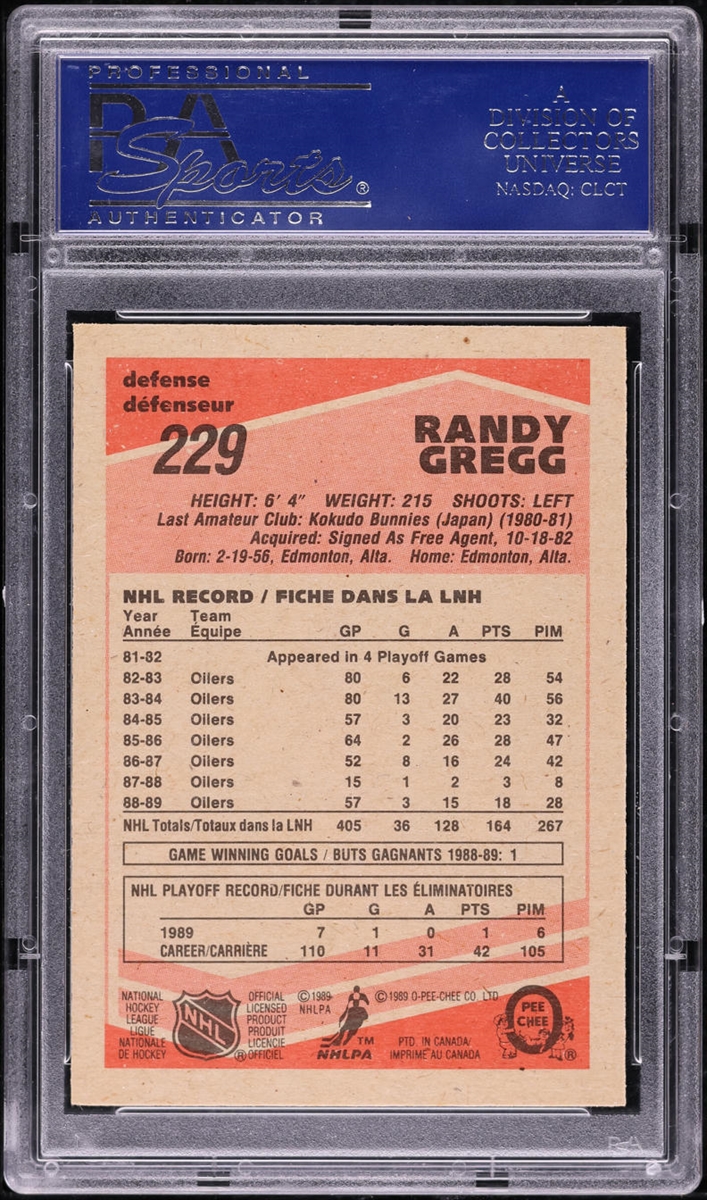 PROFESSIONAL
PSA
Sports®
AUTHENTICATOR
A
DIVISION OF
COLLECTORS
UNIVERSE
NASDAQ: CLCT
defense
défenseur
229
RANDY
GREGG
HEIGHT: 6' 4" WEIGHT: 215 SHOOTS: LEFT
Last Amateur Club: Kokudo Bunnies (Japan) (1980-81)
Acquired: Signed As Free Agent, 10-18-82
Born: 2-19-56, Edmonton, Alta. Home: Edmonton, Alta.
NHL RECORD / FICHE DANS LA LNH
Year Team
Année Équipe GP G A PTS PIM
81-82 Appeared in 4 Playoff Games
82-83 Oilers 80 6 22 28 54
83-84 Oilers 80 13 27 40 56
84-85 Oilers 57 3 20 23 32
85-86 Oilers 64 2 26 28 47
86-87 Oilers 52 8 16 24 42
87-88 Oilers 15 1 2 3 8
88-89 Oilers 57 3 15 18 28
NHL Totals/Totaux dans la LNH 405 36 128 164 267
GAME WINNING GOALS / BUTS GAGNANTS 1988-89: 1
NHL PLAYOFF RECORD/FICHE DURANT LES ÉLIMINATOIRES
GP G A PTS PIM
1989 7 1 0 1 6
CAREER/CARRIÈRE 110 11 31 42 105
NATIONAL
HOCKEY
LEAGUE
LIGUE
NATIONALE
DE HOCKEY
NHL
®
OFFICIAL
LICENSED
PRODUCT
PRODUIT
LICENCIE
OFFICIEL
©1989
NHLPA
TM
NHLPA
©1989 O-PEE-CHEE CO. LTD
PTD. IN CANADA/
IMPRIMÉ AU CANADA
O
PEE
CHEE
®
PSA